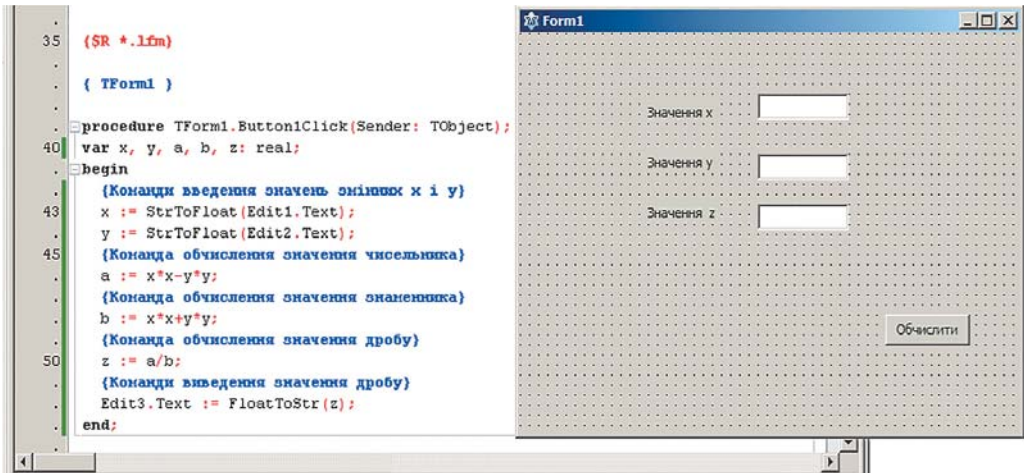 35 {$R *.lfm}
{ TForm1 }
procedure TForm1.Button1Click(Sender: TObject);
40 var x, y, a, b, z: real;
begin
{Команди введення значень змінних x і y}
43 x := StrToFloat(Edit1.Text);
y := StrToFloat(Edit2.Text);
45 {Команда обчислення значення чисельника}
a := x*x-y*y;
{Команда обчислення значення знаменника}
b := x*x+y*y;
{Команда обчислення значення дробу}
50 z := a/b;
{Команди виведення значення дробу}
Edit3.Text := FloatToStr(z);
end;
Form1
Значення x
Значення y
Значення z
Обчислити